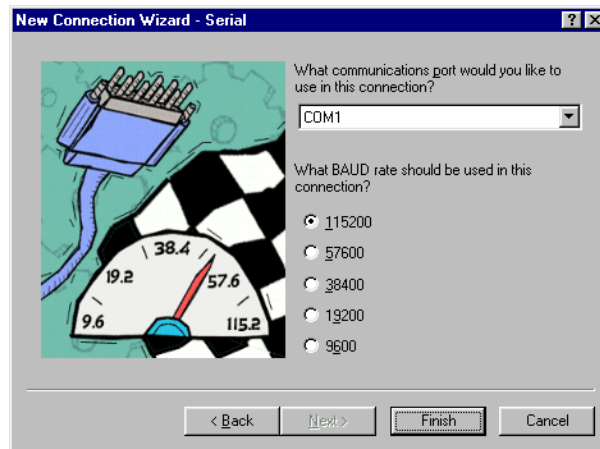 New Connection Wizard - Serial
What communications port would you like to
use in this connection?
COM1
What BAUD rate should be used in this
connection?
115200
57600
38400
19200
9600
9.6
19.2
38.4
57.6
115.2
< Back
Next >
Finish
Cancel